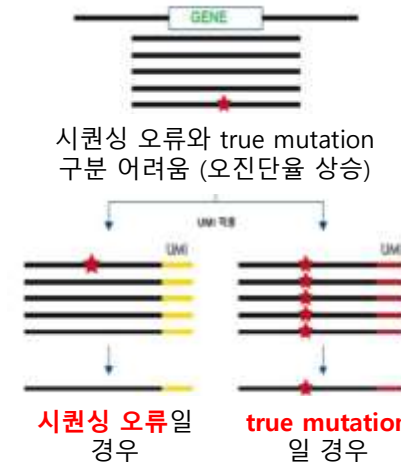 GENE
시퀀싱 오류와 true mutation
구분 어려움 (오진단율 상승)
UMI 적용
UMI
UMI
시퀀싱 오류일
경우
true mutation
일 경우